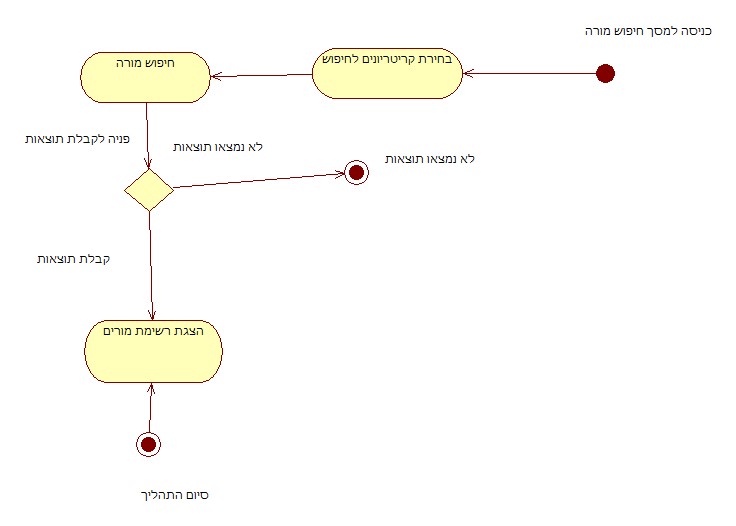 כניסה למסך חיפוש מורה
בחירת קריטריונים לחיפוש
חיפוש מורה
פניה לקבלת תוצאות
לא נמצאו תוצאות
לא נמצאו תוצאות
קבלת תוצאות
הצגת רשימת מורים
סיום התהליך